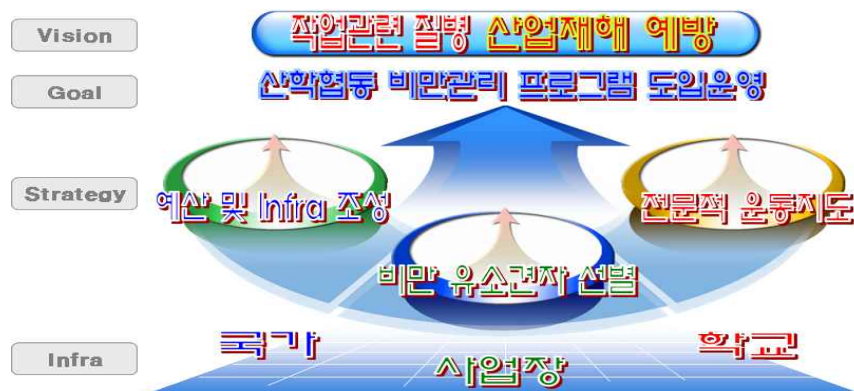 Vision
작업관련 질병 산업재해 예방
Goal
산학협동 비만관리 프로그램 도입운영
Strategy
예산 및 Infra 조성
전문적 운동지도
비만 유소견자 선별
Infra
국가
사업장
학교